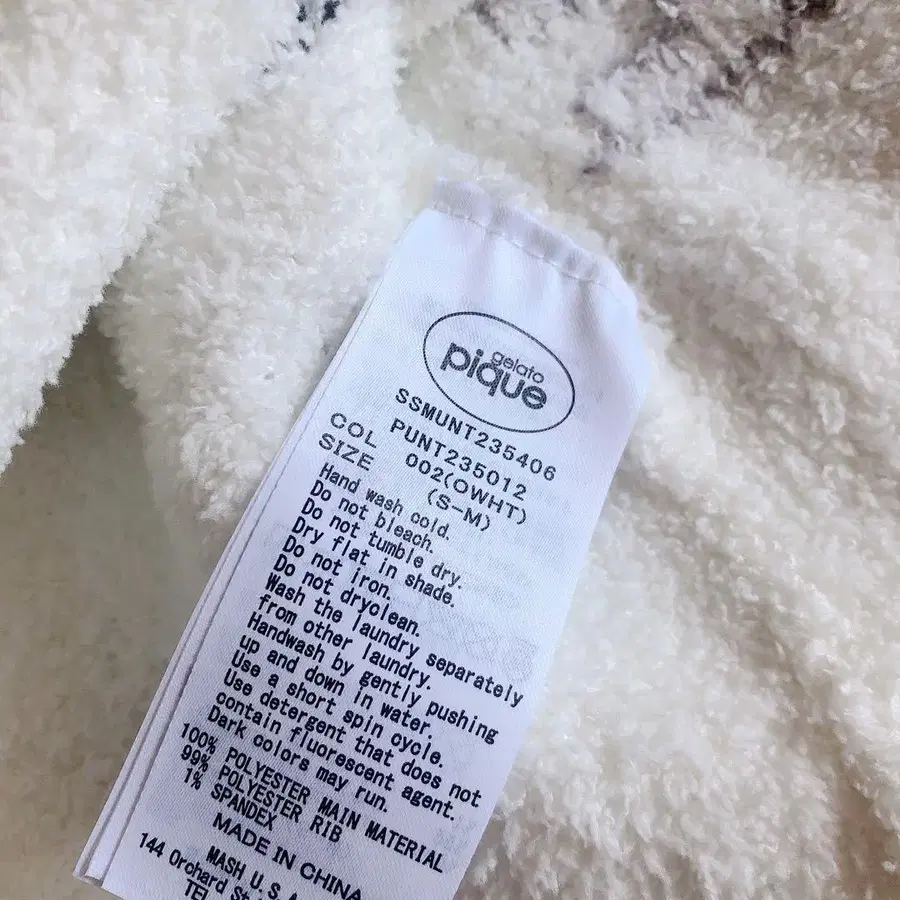 gelato
pique
SSMUNT235406
PUNT235012
COL 002(OWHT)
SIZE (S-M)
Hand wash cold.
Do not bleach.
Do not tumble dry.
Dry flat in shade.
Do not iron.
Do not dryclean.
Wash the laundry separately
from other laundry.
Handwash by gently pushing
up and down in water.
Use a short spin cycle.
Use detergent that does not
contain fluorescent agent.
Dark colors may run.
100% POLYESTER MAIN MATERIAL
99% POLYESTER RIB
1% SPANDEX
MADE IN CHINA
MASH U.S.A
144 Orchard St
TEL